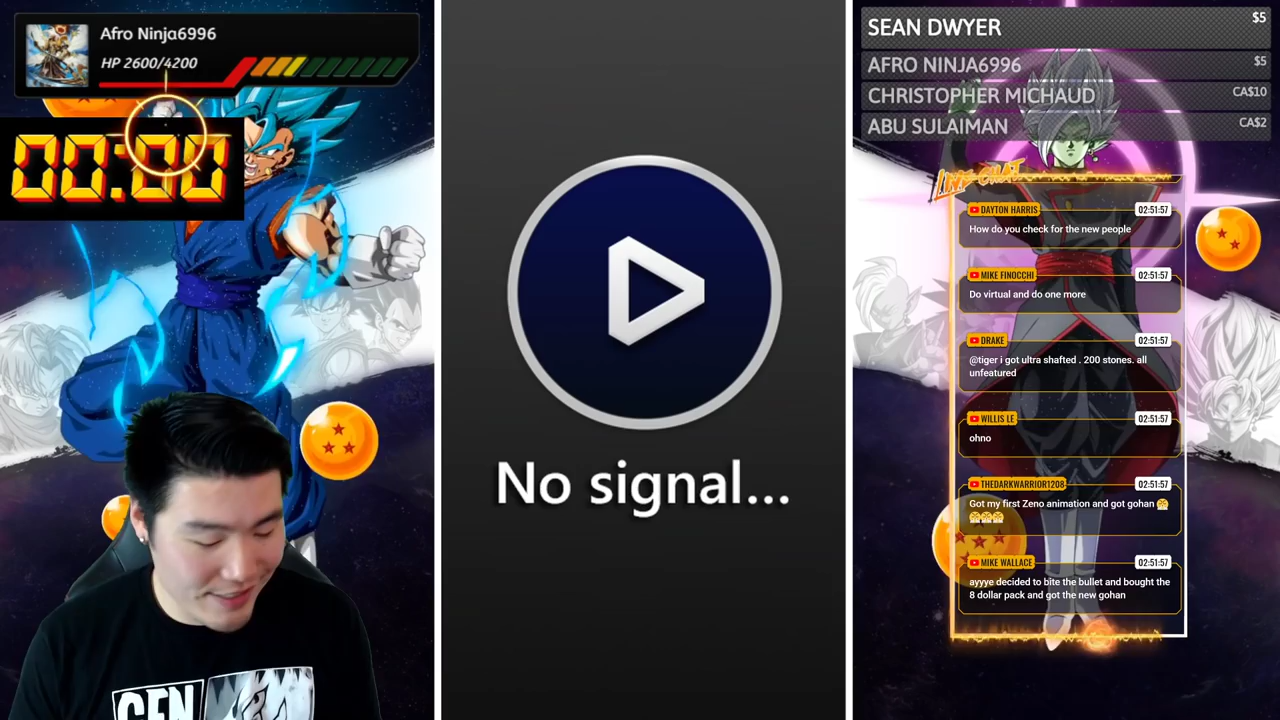 Afro Ninja6996
HP 2600/4200
00:00
No signal...
SEAN DWYER
$5
AFRO NINJA6996
$5
CHRISTOPHER MICHAUD
CA$10
ABU SULAIMAN
CA$2
LIVE CHAT
DAYTON HARRIS
02:51:57
How do you check for the new people
MIKE FINOCCHI
02:51:57
Do virtual and do one more
DRAKE
02:51:57
@tiger i got ultra shafted . 200 stones. all
unfeatured
WILLIS LE
02:51:57
ohno
THEDARKWARRIOR1208
02:51:57
Got my first Zeno animation and got gohan
MIKE WALLACE
02:51:57
ayyye decided to bite the bullet and bought the
8 dollar pack and got the new gohan